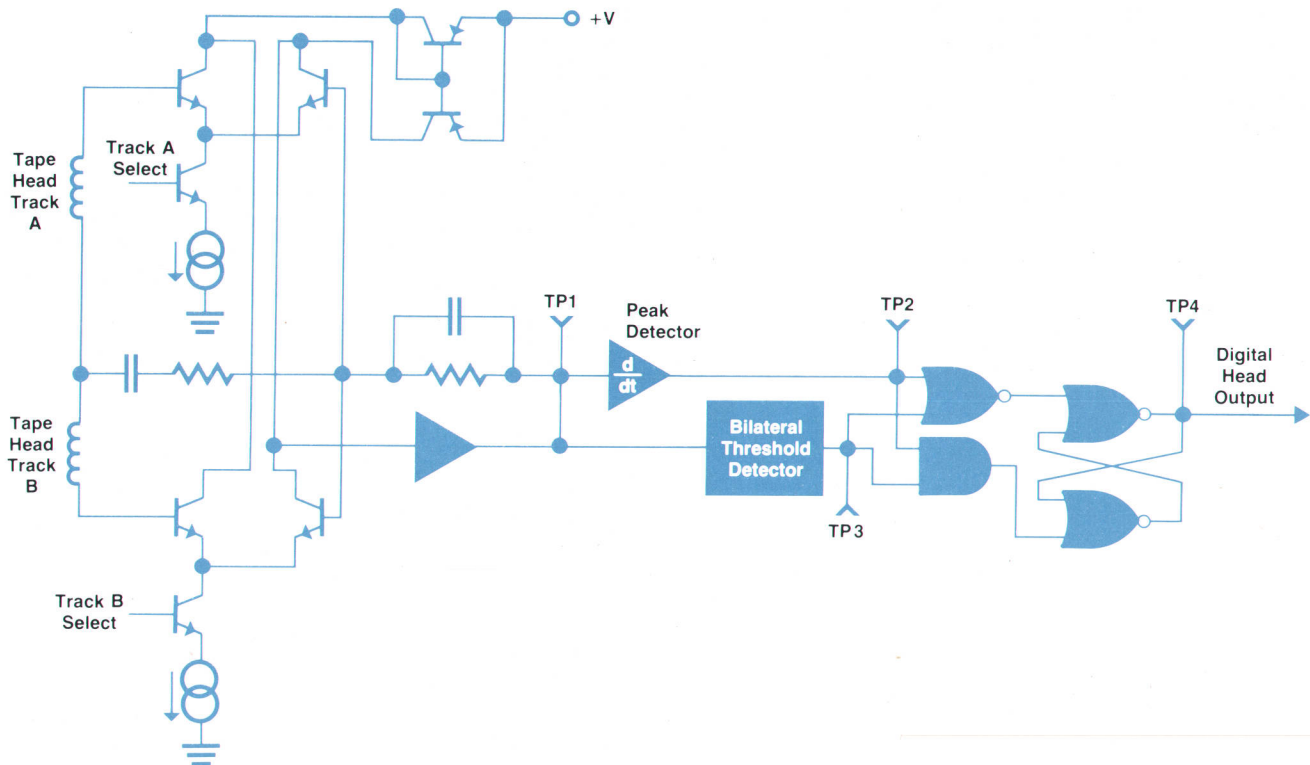 +V
Track A
Select
Tape
Head
Track
A
TP1
Peak
Detector
d
dt
TP2
TP4
Digital
Head
Output
Tape
Head
Track
B
Bilateral
Threshold
Detector
TP3
Track B
Select